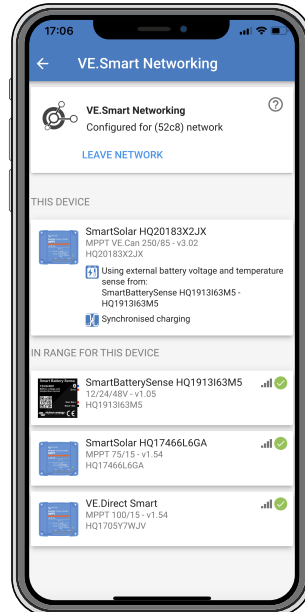 17:06
VE.Smart Networking
VE.Smart Networking
Configured for (52c8) network
LEAVE NETWORK
THIS DEVICE
SmartSolar HQ20183X2JX
MPPT VE.Can 250/85 - v3.02
HQ20183X2JX
Using external battery voltage and temperature
sense from:
SmartBatterySense HQ1913I63M5 -
HQ1913I63M5
Synchronised charging
IN RANGE FOR THIS DEVICE
Smart Battery Sense
SmartBatterySense HQ1913I63M5
12/24/48V - v1.05
HQ1913I63M5
SmartSolar HQ17466L6GA
MPPT 75/15 - v1.54
HQ17466L6GA
VE.Direct Smart
MPPT 100/15 - v1.54
HQ1705Y7WJV